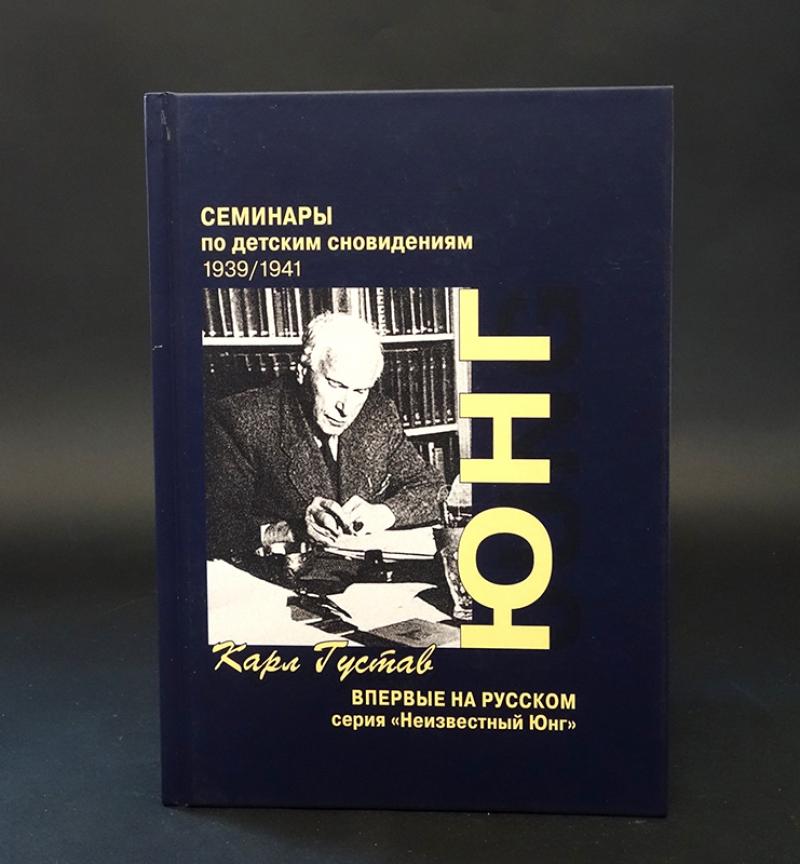 СЕМИНАРЫ
по детским сновидениям
1939/1941
ЮНГ
Карл Густав
ВПЕРВЫЕ НА РУССКОМ
серия «Неизвестный Юнг»